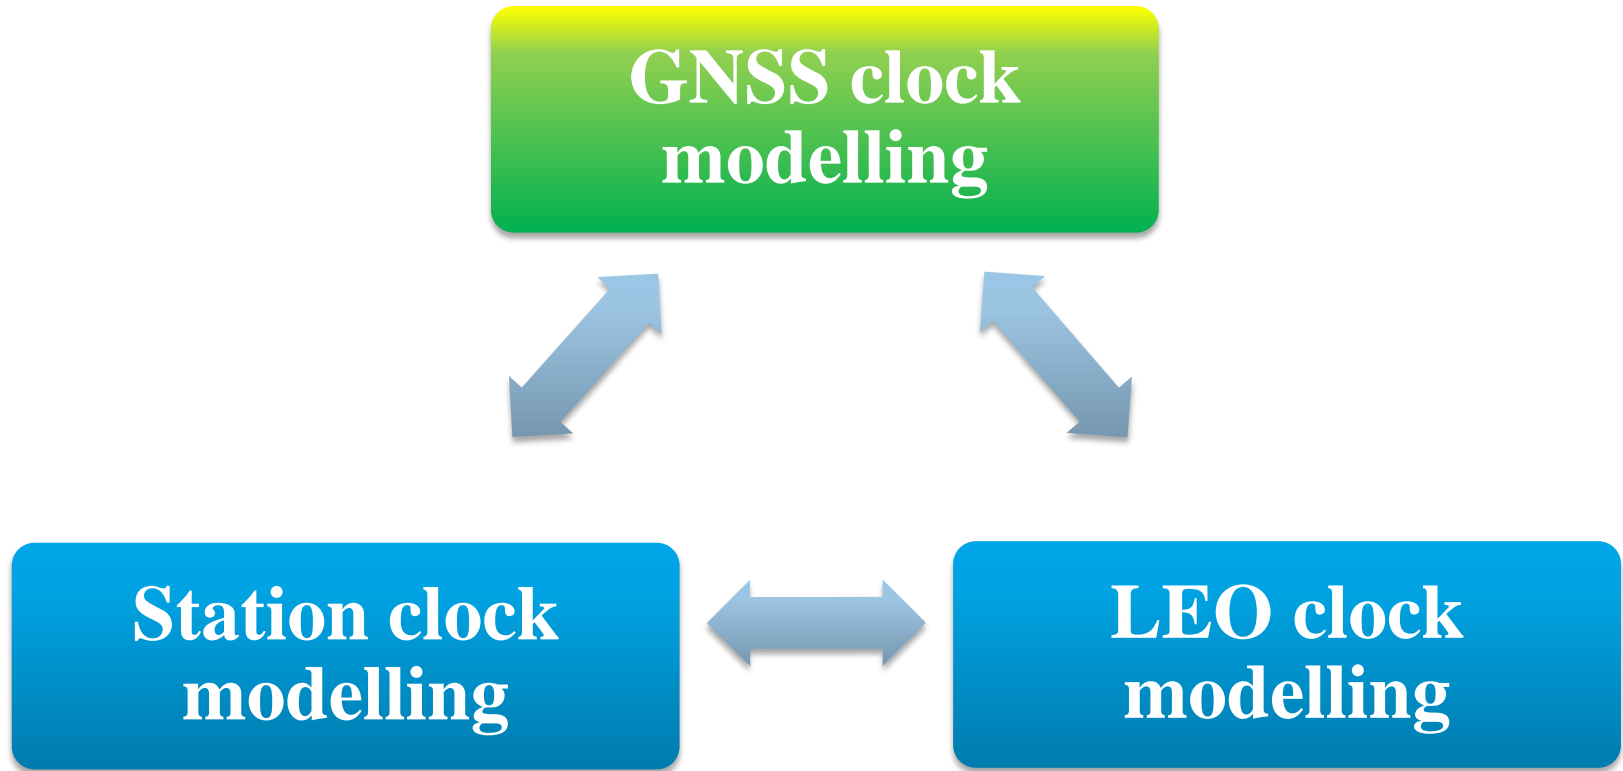 GNSS clock
modelling
Station clock
modelling
LEO clock
modelling